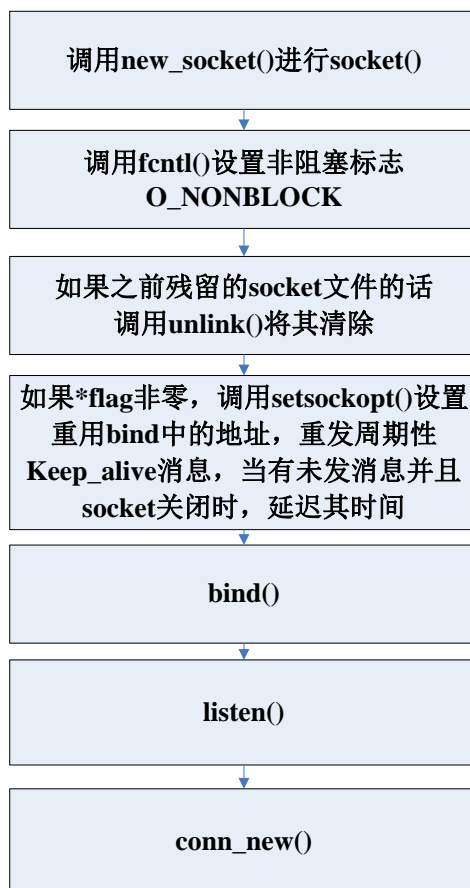 调用new_socket()进行socket()
调用fcntl()设置非阻塞标志
O_NONBLOCK
如果之前残留的socket文件的话
调用unlink()将其清除
如果*flag非零，调用setsockopt()设置
重用bind中的地址，重发周期性
Keep_alive消息，当有未发消息并且
socket关闭时，延迟其时间
bind()
listen()
conn_new()